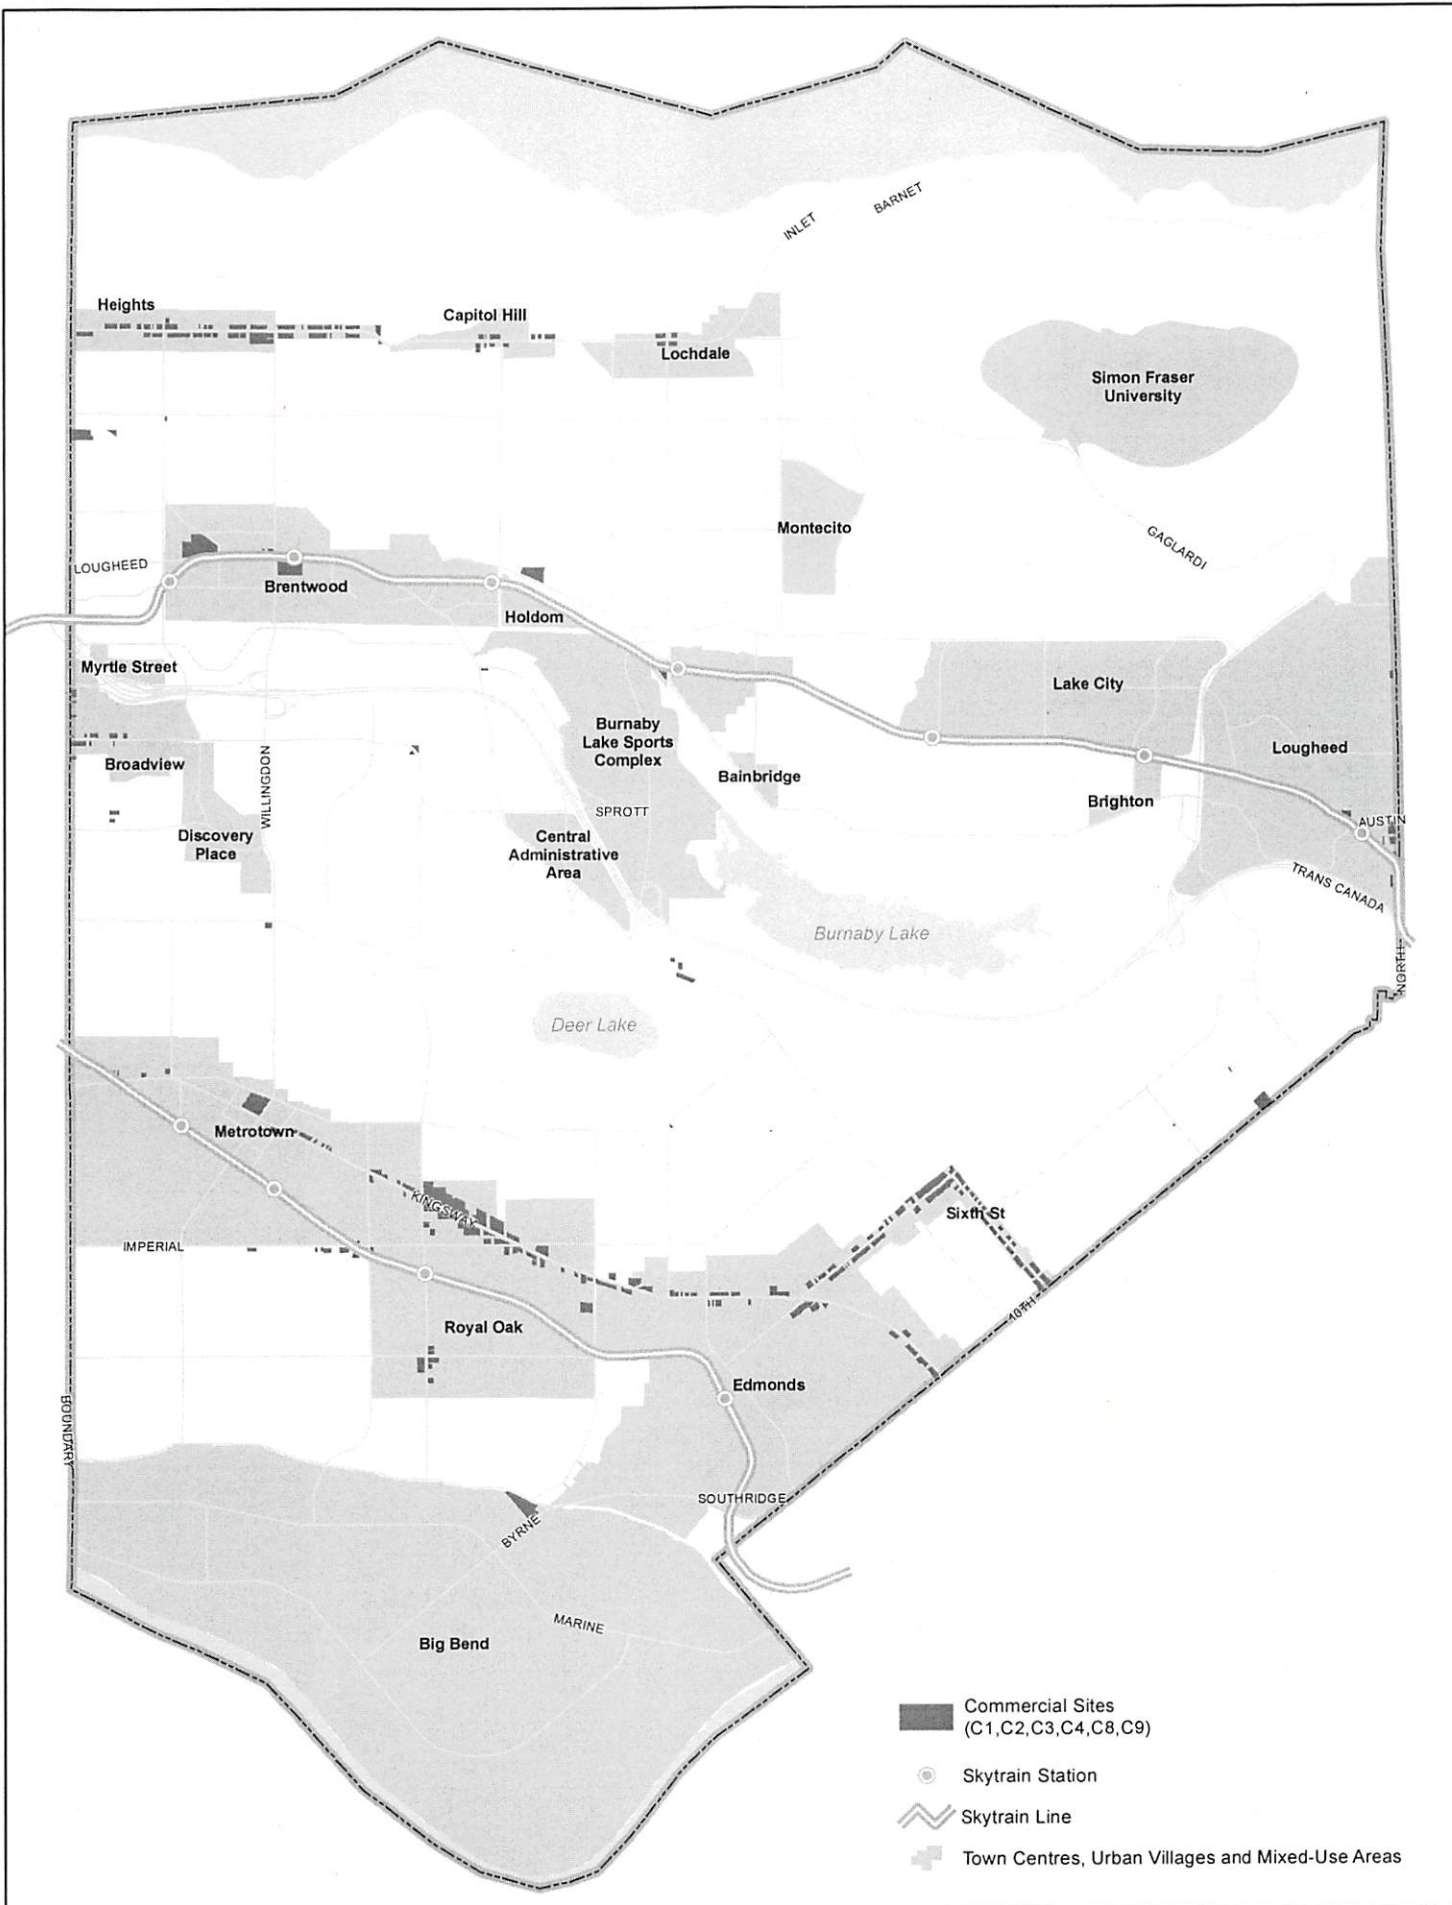 INLET
BARNET
Heights
Capitol Hill
Lochdale
Simon Fraser
University
Montecito
GAGLARDI
LOUGHEED
Brentwood
Holdom
Myrtle Street
Lake City
Burnaby
Lake Sports
Complex
Lougheed
Broadview
WILLINGDON
Bainbridge
Brighton
SPROTT
AUSTIN
Discovery
Place
Central
Administrative
Area
TRANS CANADA
Burnaby Lake
NORTH
Deer Lake
Metrotown
KINGSWAY
Sixth St
IMPERIAL
10TH
Royal Oak
Edmonds
BOUNDARY
SOUTHRIDGE
BYRNE
MARINE
Big Bend
Commercial Sites
(C1,C2,C3,C4,C8,C9)
Skytrain Station
Skytrain Line
Town Centres, Urban Villages and Mixed-Use Areas